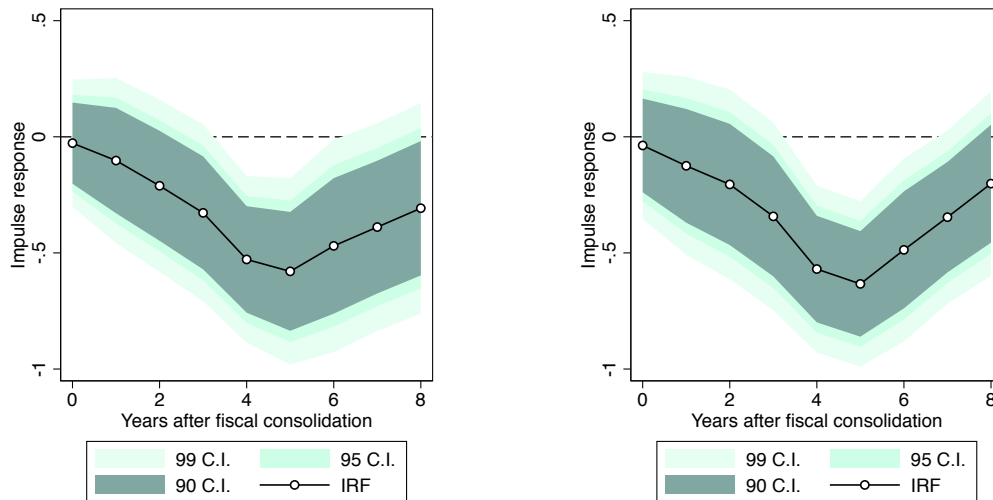 .5
0
-.5
-1
Impulse response
0 2 4 6 8
Years after fiscal consolidation
99 C.I. 95 C.I.
90 C.I. IRF
.5
0
-.5
-1
Impulse response
0 2 4 6 8
Years after fiscal consolidation
99 C.I. 95 C.I.
90 C.I. IRF